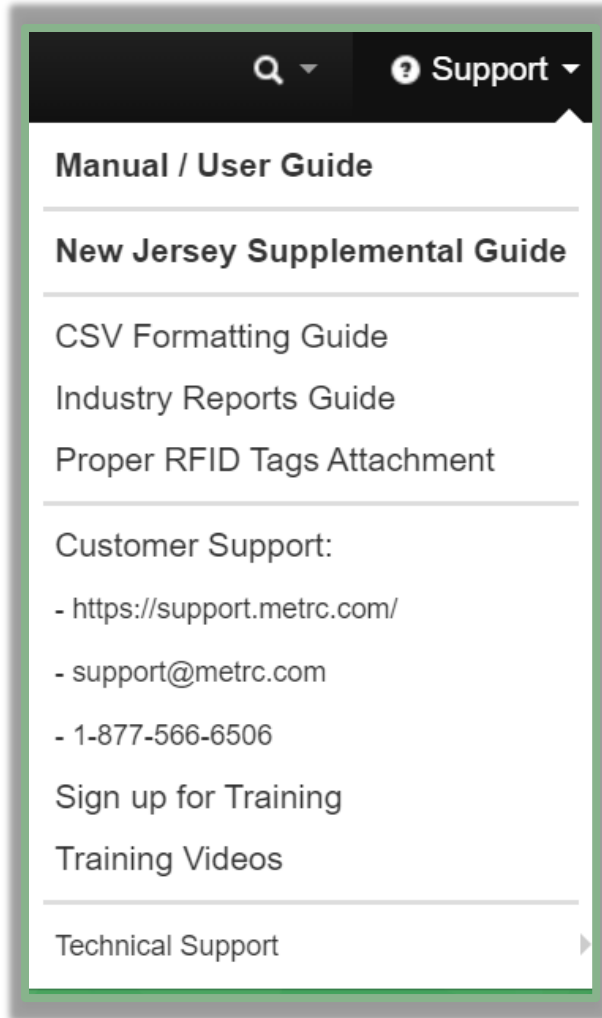 Support
Manual / User Guide
New Jersey Supplemental Guide
CSV Formatting Guide
Industry Reports Guide
Proper RFID Tags Attachment
Customer Support:
- https://support.metrc.com/
- support@metrc.com
- 1-877-566-6506
Sign up for Training
Training Videos
Technical Support